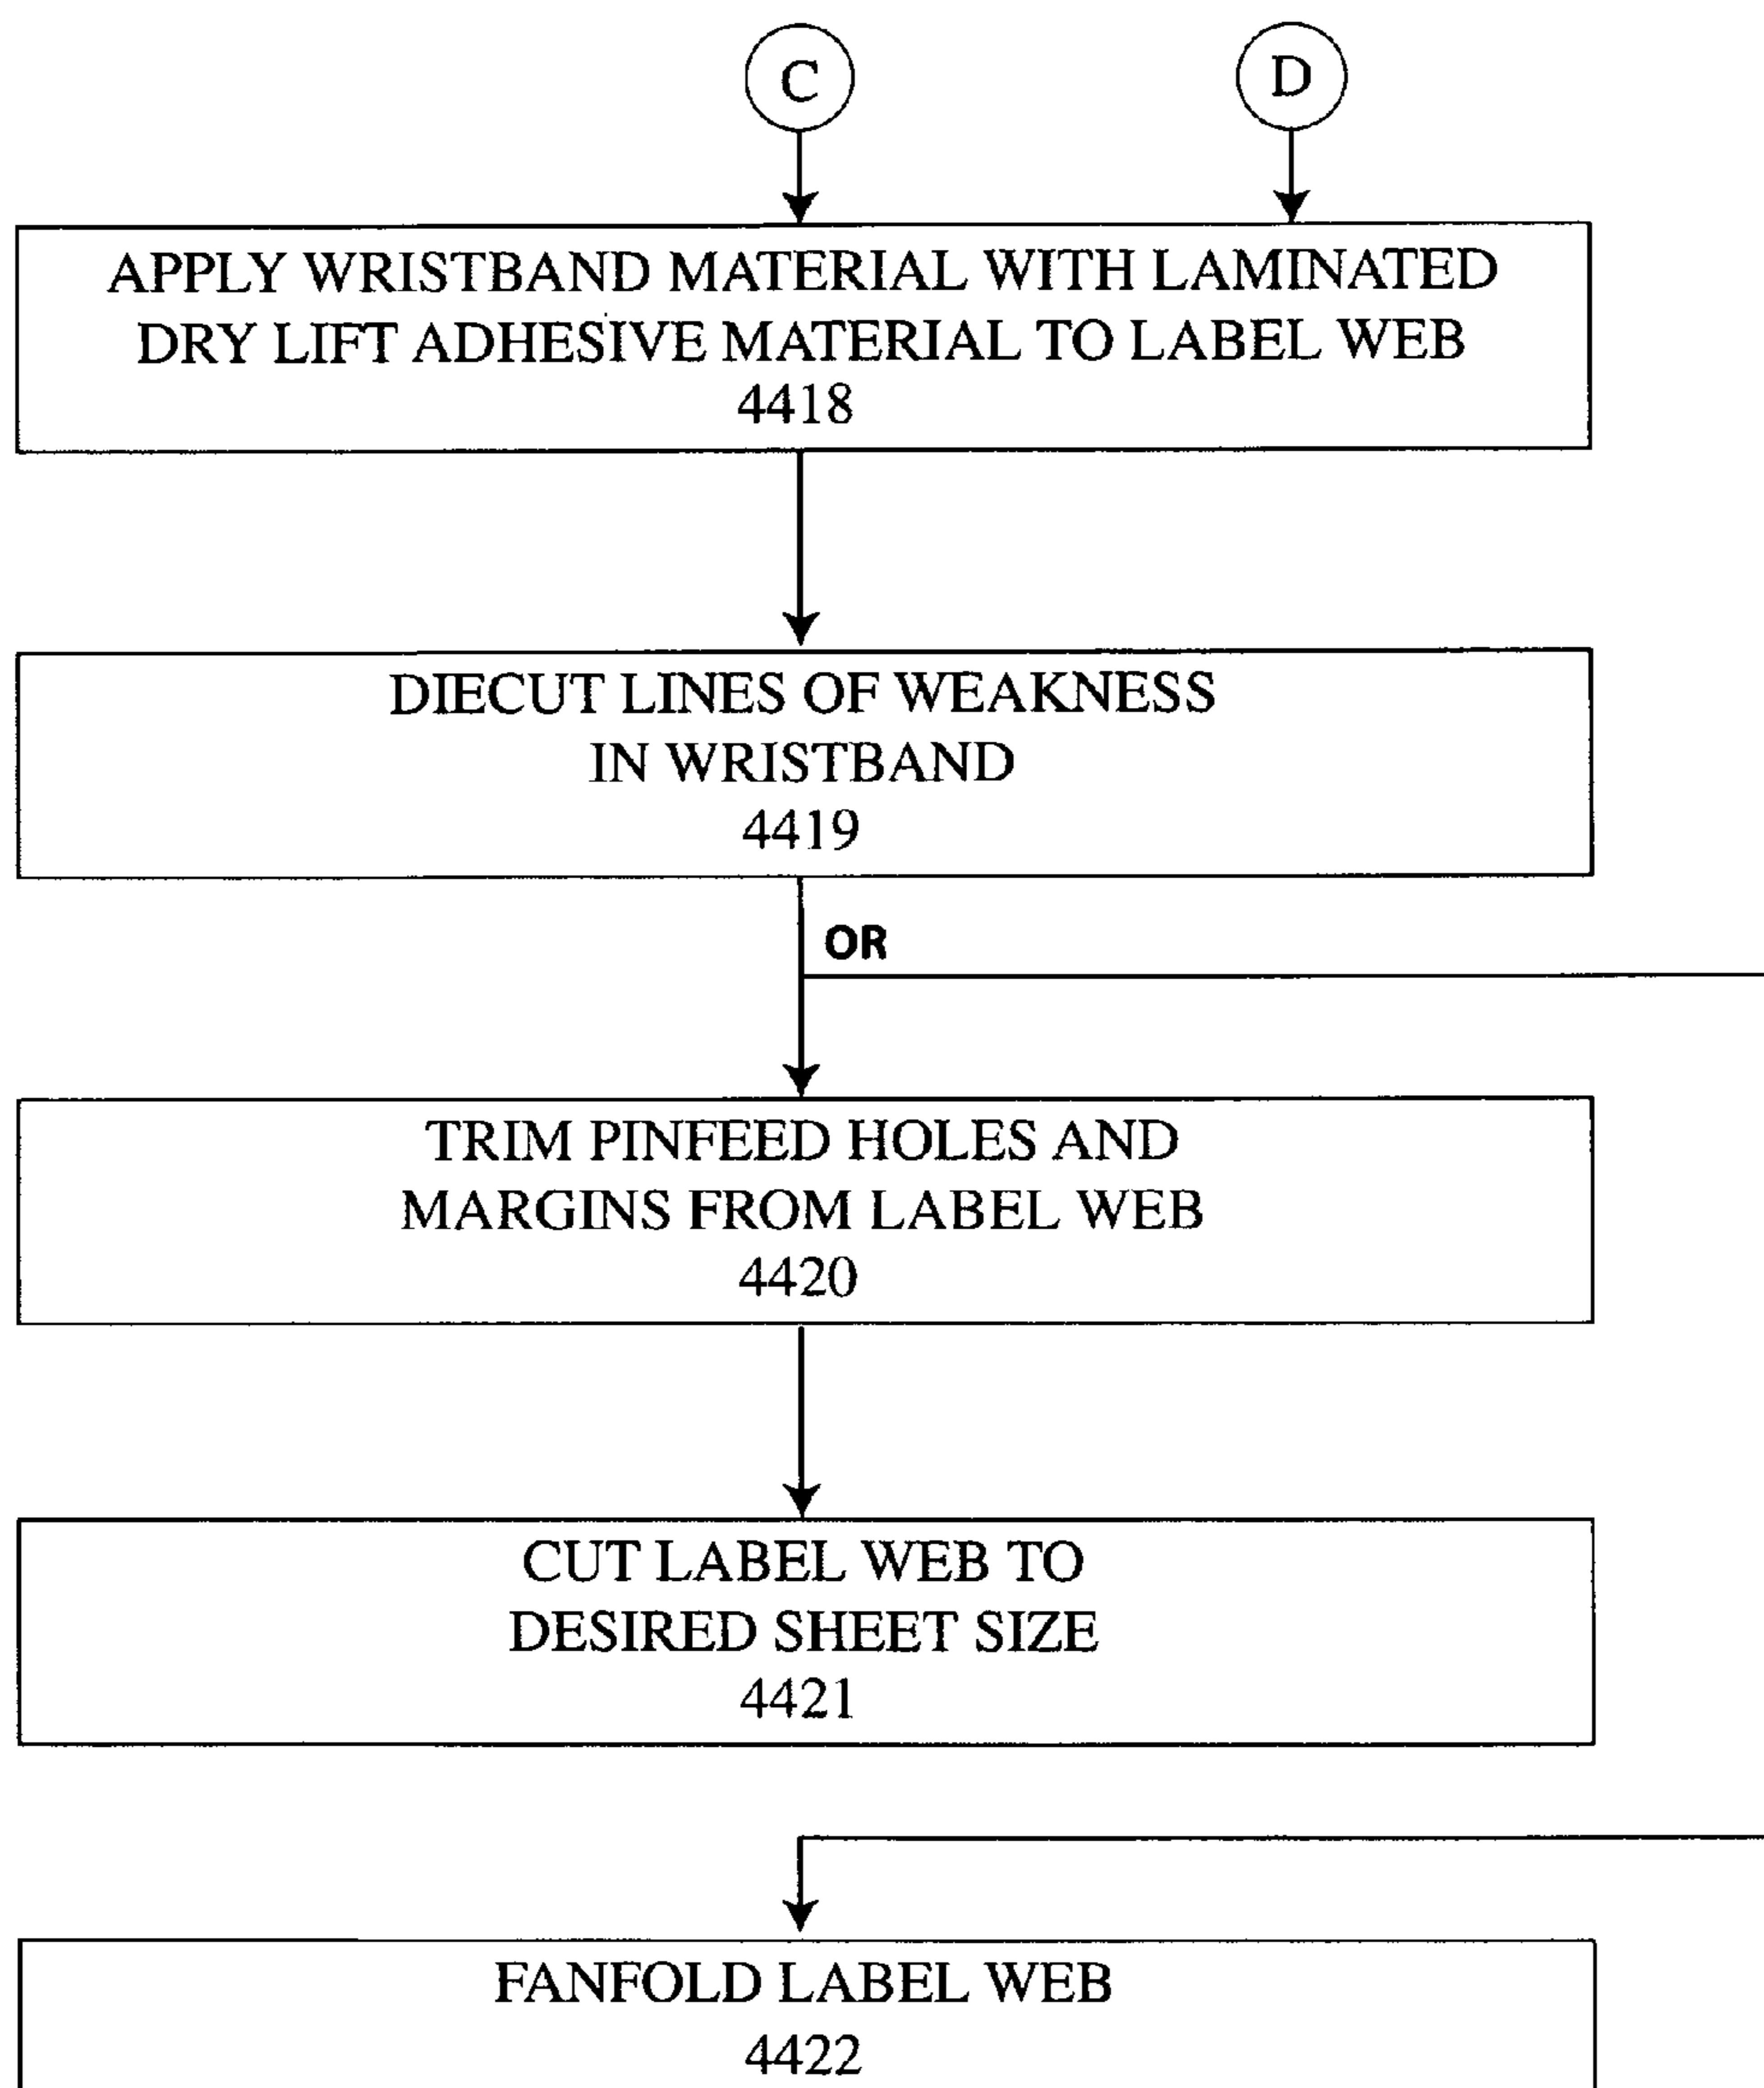 C
D
APPLY WRISTBAND MATERIAL WITH LAMINATED
DRY LIFT ADHESIVE MATERIAL TO LABEL WEB
4418
DIECUT LINES OF WEAKNESS
IN WRISTBAND
4419
OR
TRIM PINFEED HOLES AND
MARGINS FROM LABEL WEB
4420
CUT LABEL WEB TO
DESIRED SHEET SIZE
4421
FANFOLD LABEL WEB
4422